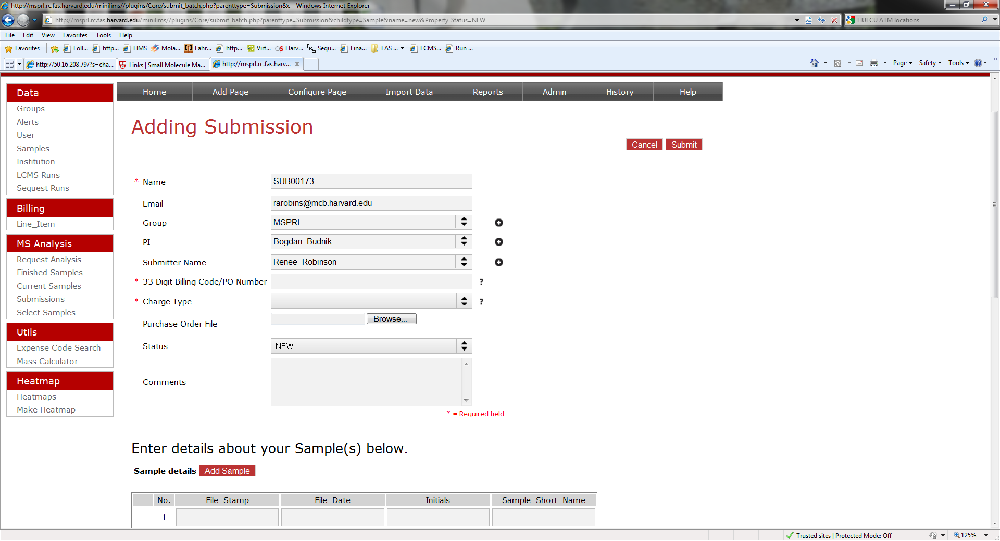 http://msprl.rc.fas.harvard.edu/minilims//plugins/Core/submit_batch.php?parenttype=Submission&c - Windows Internet Explorer
http://msprl.rc.fas.harvard.edu/minilims//plugins/Core/submit_batch.php?parenttype=Submission&childtype=Sample&name=new&Property_Status=NEW
HUECU ATM locations
File Edit View Favorites Tools Help
Favorites Foll... http... LIMS Mola... Fahr... http... Virt... Harv... Sequ... Fina... FAS ... LCMS... Run ...
http://50.16.208.79/?s=cha... Links | Small Molecule Ma... http://msprl.rc.fas.harv... Page Safety Tools
Home Add Page Configure Page Import Data Reports Admin History Help
Data
Groups
Alerts
User
Samples
Institution
LCMS Runs
Sequest Runs
Billing
Line_Item
MS Analysis
Request Analysis
Finished Samples
Current Samples
Submissions
Select Samples
Utils
Expense Code Search
Mass Calculator
Heatmap
Heatmaps
Make Heatmap
Adding Submission
Cancel Submit
* Name SUB00173
Email rarobins@mcb.harvard.edu
Group MSPRL
PI Bogdan_Budnik
Submitter Name Renee_Robinson
* 33 Digit Billing Code/PO Number ?
* Charge Type ?
Purchase Order File Browse...
Status NEW
Comments
* = Required field
Enter details about your Sample(s) below.
Sample details Add Sample
No. File_Stamp File_Date Initials Sample_Short_Name
1
Trusted sites | Protected Mode: Off 125%